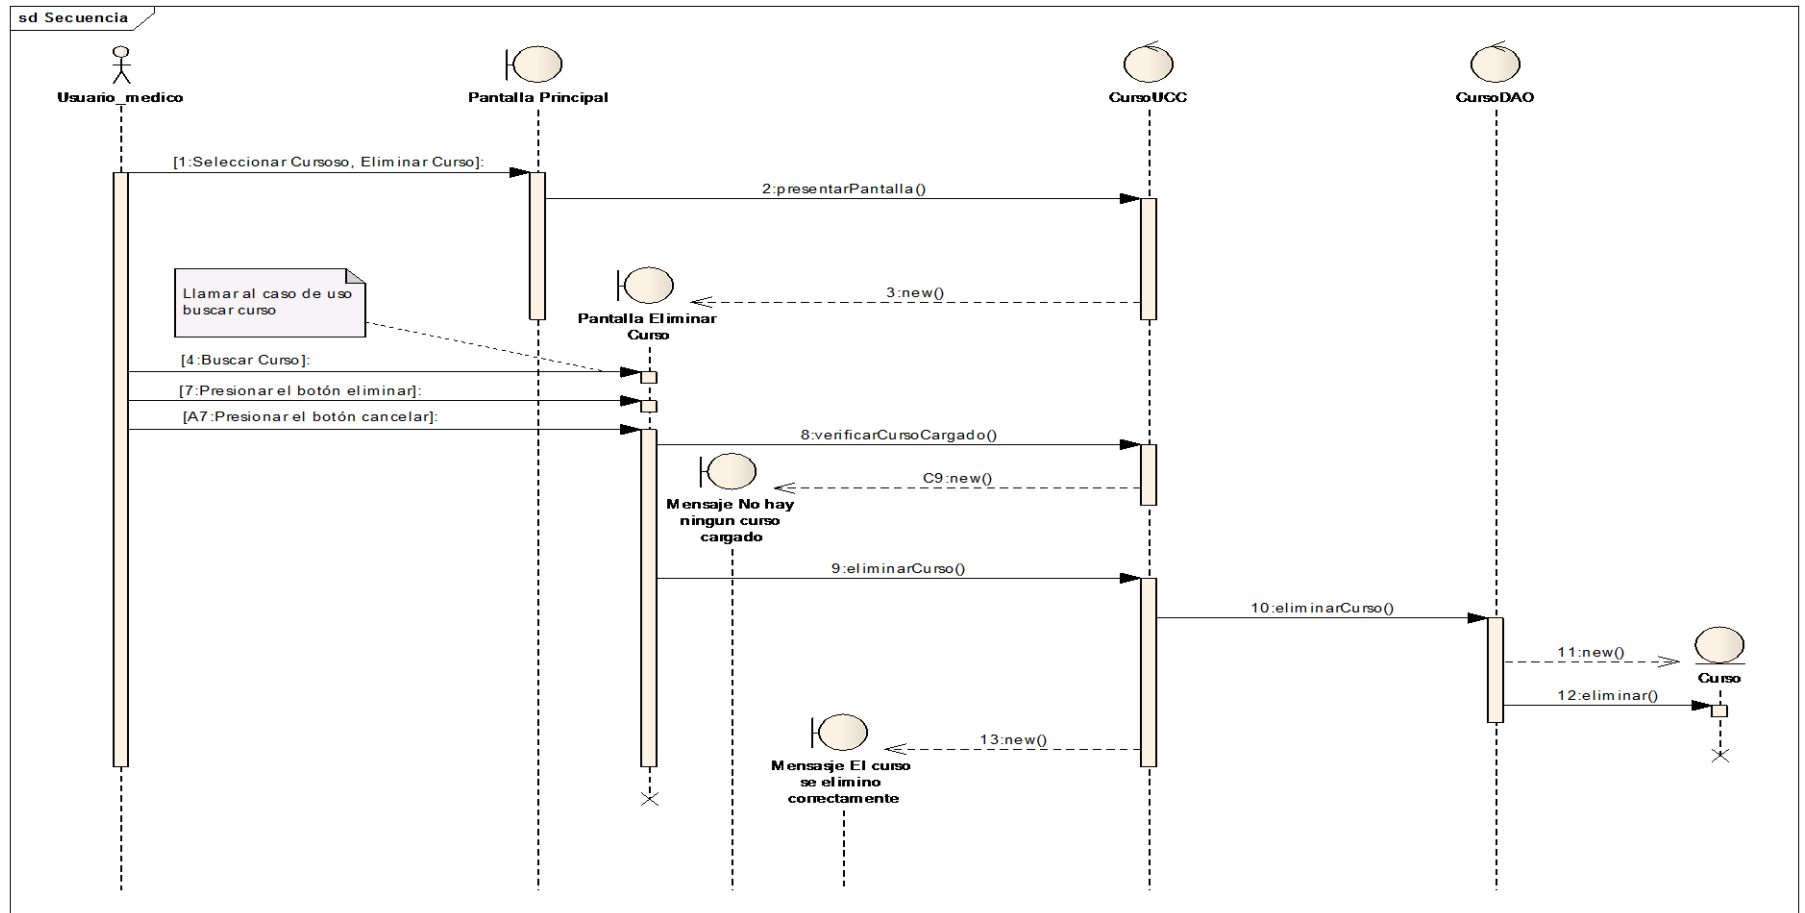 sd Secuencia
Usuario_medico
Pantalla Principal
CursoUCC
CursoDAO
[1:Seleccionar Cursoso, Eliminar Curso]:
2:presentarPantalla()
Llamar al caso de uso
buscar curso
3:new()
Pantalla Eliminar
Curso
[4:Buscar Curso]:
[7:Presionar el botón eliminar]:
[A7:Presionar el botón cancelar]:
8:verificarCursoCargado()
C9:new()
Mensaje No hay
ningun curso
cargado
9:eliminarCurso()
10:eliminarCurso()
11:new()
Curso
12:eliminar()
13:new()
Mensasje El curso
se elimino
correctamente